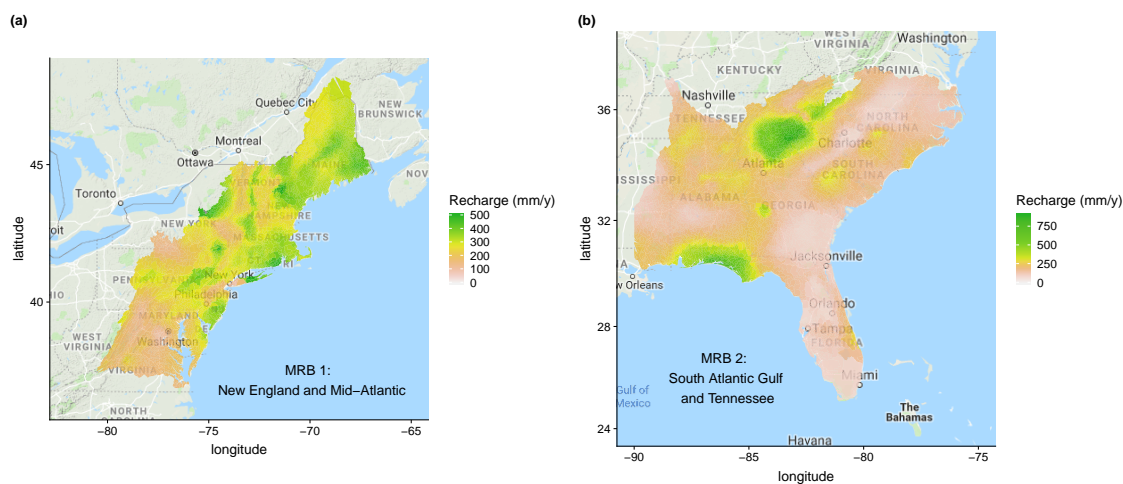 (a)
Quebec City
NEW
BRUNSWICK
Montreal
Ottawa
MAINE
45
NOV
Toronto
VERMONT
NEW
HAMPSHIRE
NEW YORK
oit
MASSACHUSETTS
RI
PENNSYLVANIA
New York
Philadelphia
40
MARYLAND
DE
WEST
VIRGINIA
Washington
VIRGINIA
NORTH
CAROLINA
MRB 1:
New England and Mid−Atlantic
−80
−75
−70
−65
longitude
latitude
Recharge (mm/y)
500
400
300
200
100
0
(b)
WEST
VIRGINIA
Washington
KENTUCKY
VIRGINIA
Nashville
36
TENNESSEE
NORTH
CAROLINA
Charlotte
Atlanta
SOUTH
CAROLINA
ISSISSIPPI
ALABAMA
GEORGIA
32
Jacksonville
NA
w Orleans
Orlando
28
Tampa
FLORIDA
MRB 2:
South Atlantic Gulf
and Tennessee
Miami
Gulf of
Mexico
The
Bahamas
24
Havana
−90
−85
−80
−75
longitude
latitude
Recharge (mm/y)
750
500
250
0